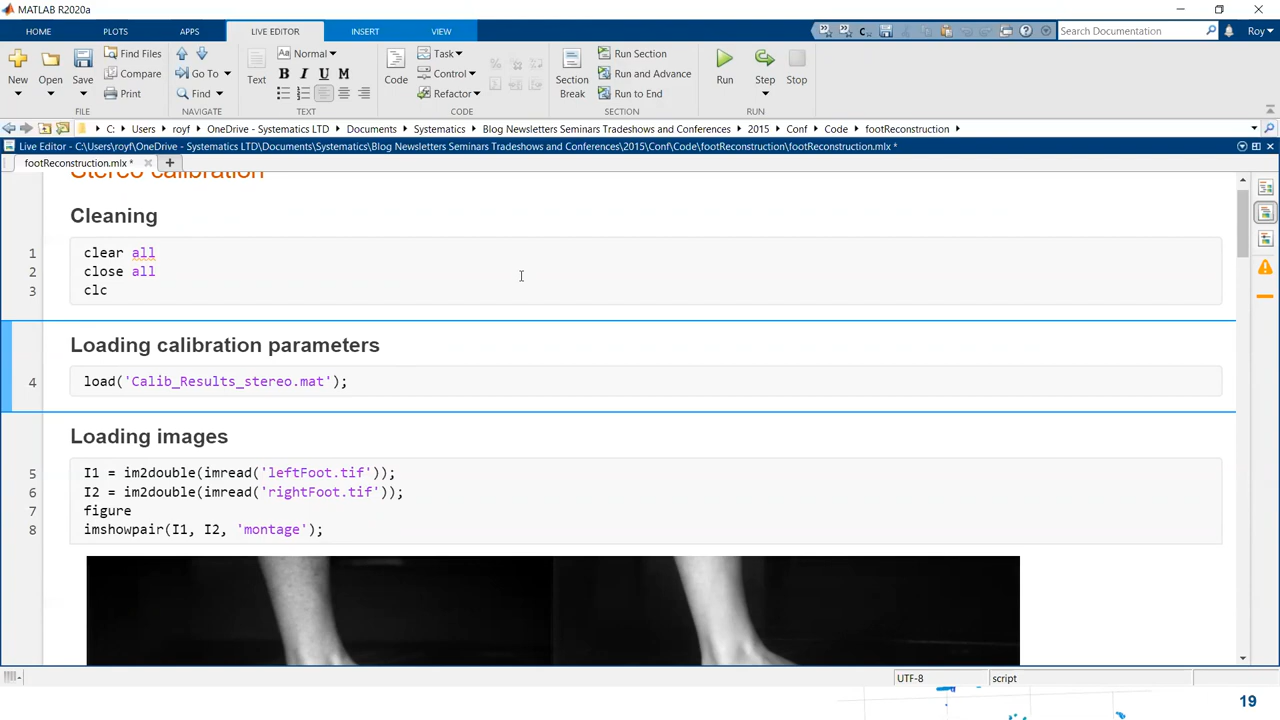 MATLAB R2020a
HOME PLOTS APPS LIVE EDITOR INSERT VIEW Search Documentation Roy
New Open Save Find Files Compare Print
Go To Find
Text Normal
B I U M
Code Task Control Refactor
Section Break Run Section Run and Advance Run to End
Run Step Stop
FILE NAVIGATE TEXT CODE SECTION RUN
C: Users royf OneDrive - Systematics LTD Documents Systematics Blog Newsletters Seminars Tradeshows and Conferences 2015 Conf Code footReconstruction
Live Editor - C:\Users\royf\OneDrive - Systematics LTD\Documents\Systematics\Blog Newsletters Seminars Tradeshows and Conferences\2015\Conf\Code\footReconstruction\footReconstruction.mlx *
footReconstruction.mlx *
Stereo calibration
Cleaning
1 clear all
2 close all
3 clc
Loading calibration parameters
4 load('Calib_Results_stereo.mat');
Loading images
5 I1 = im2double(imread('leftFoot.tif'));
6 I2 = im2double(imread('rightFoot.tif'));
7 figure
8 imshowpair(I1, I2, 'montage');
UTF-8 script
19